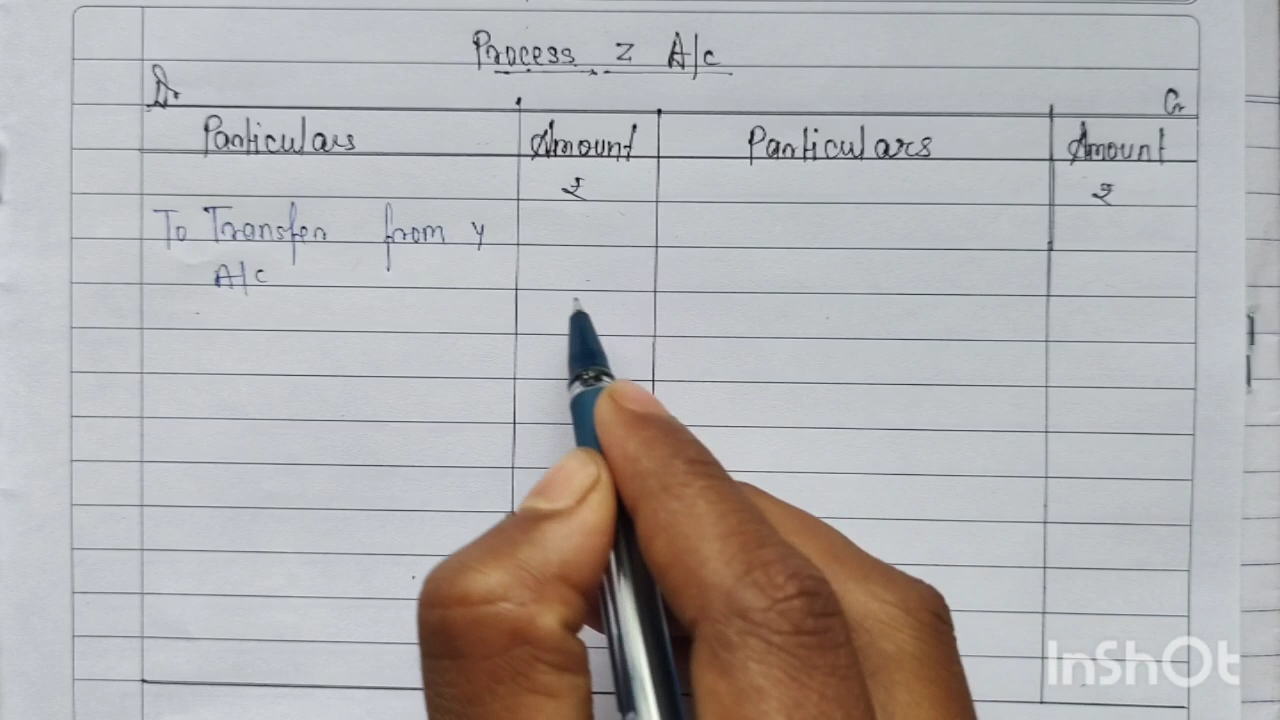 Process Z A/c
Dr Cr
Particulars Amount Particulars Amount
₹ ₹
To Transfer from Y
A/c
InShOt